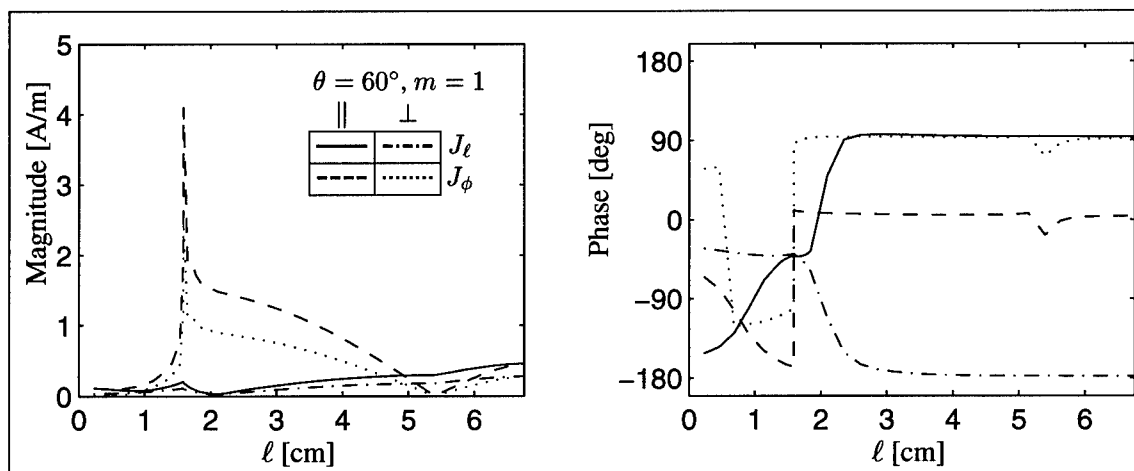 5
4
3
2
1
0
0 1 2 3 4 5 6
Magnitude [A/m]
ℓ [cm]
θ = 60°, m = 1
∥ ⊥
J_ℓ
J_ϕ
180
90
0
−90
−180
0 1 2 3 4 5 6
Phase [deg]
ℓ [cm]